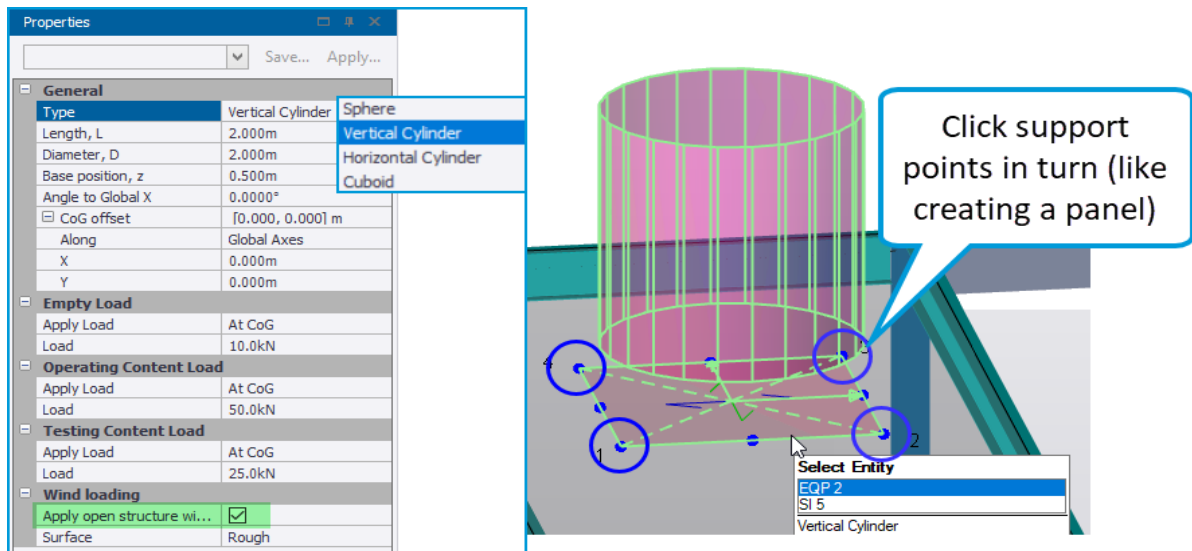 Properties
Save... Apply...
General
Type Vertical Cylinder
Length, L 2.000m
Diameter, D 2.000m
Base position, z 0.500m
Angle to Global X 0.0000°
CoG offset [0.000, 0.000] m
Along Global Axes
X 0.000m
Y 0.000m
Empty Load
Apply Load At CoG
Load 10.0kN
Operating Content Load
Apply Load At CoG
Load 50.0kN
Testing Content Load
Apply Load At CoG
Load 25.0kN
Wind loading
Apply open structure wi...
Surface Rough
Sphere
Vertical Cylinder
Horizontal Cylinder
Cuboid
Click support
points in turn (like
creating a panel)
4
3
1
2
Select Entity
EQP 2
SI 5
Vertical Cylinder